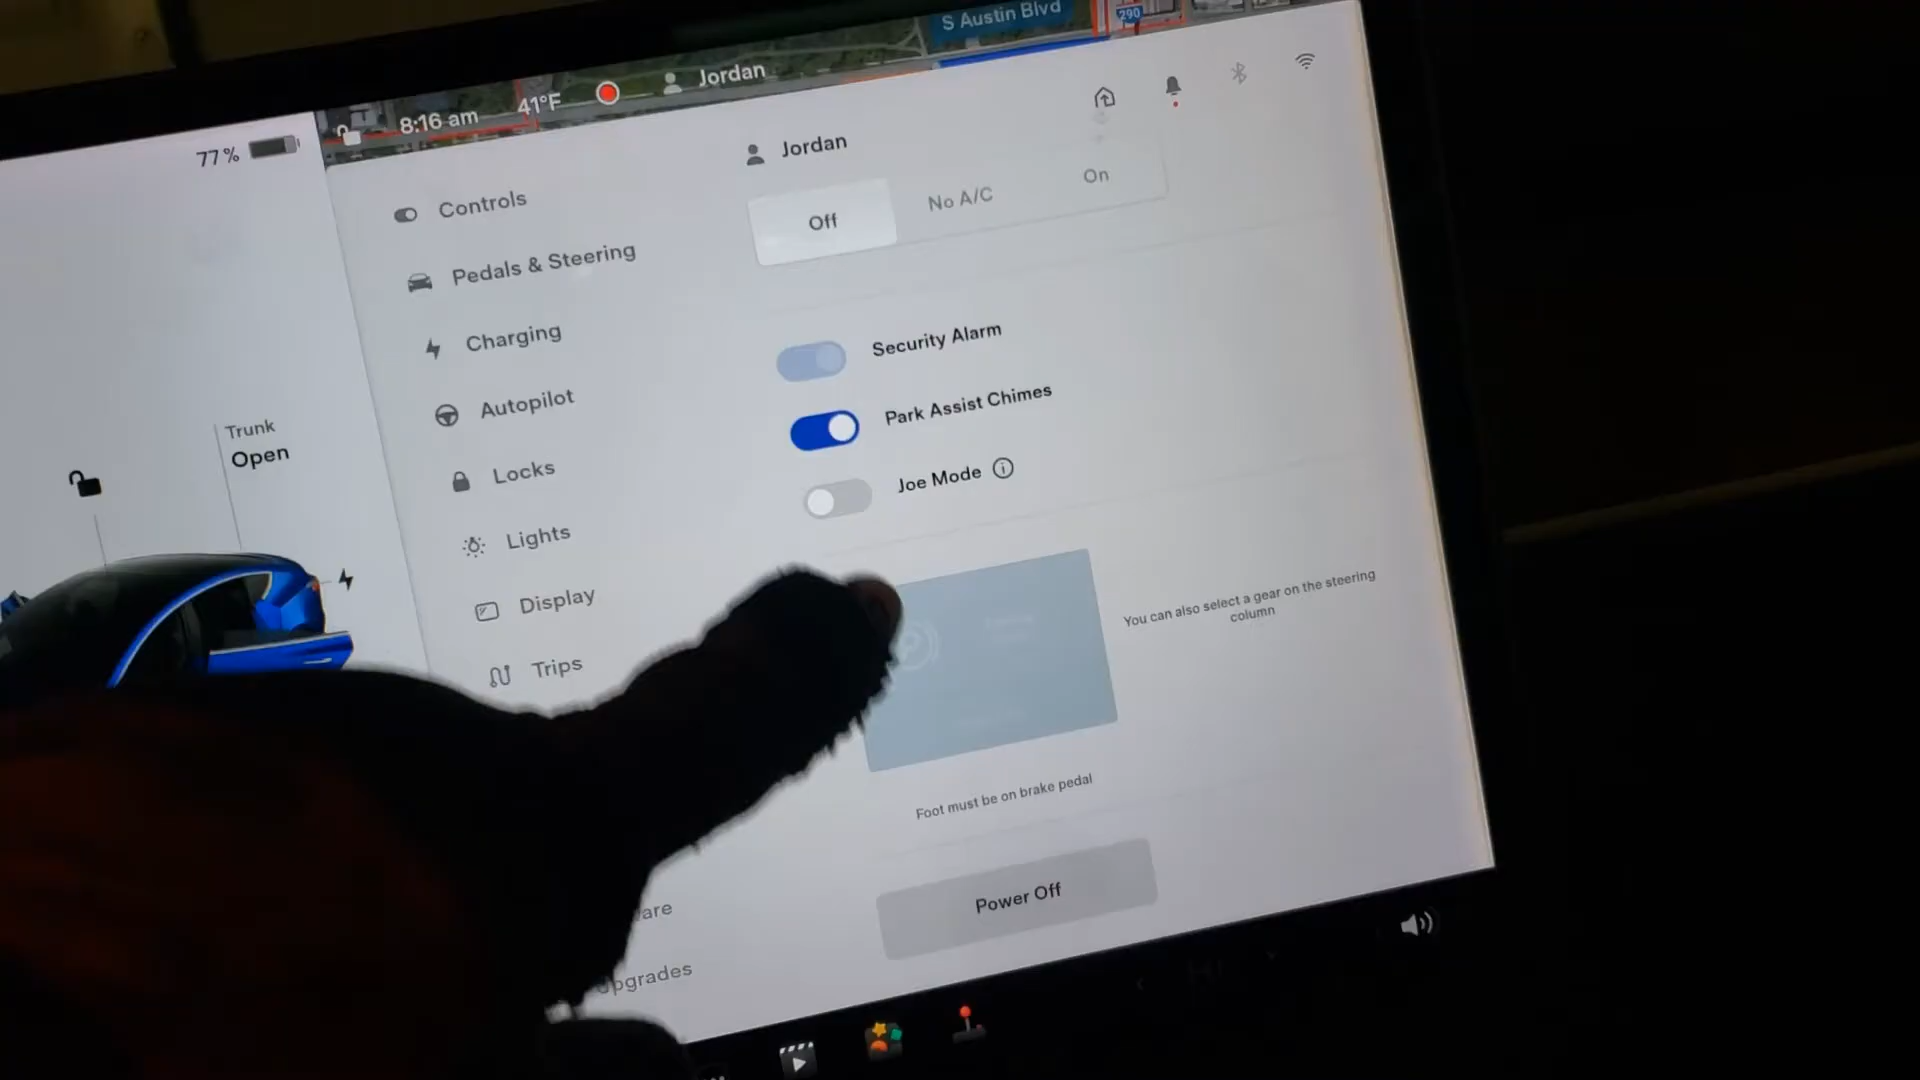 S Austin Blvd
290
Jordan
41°F
8:16 am
77%
Jordan
Off
No A/C
On
Controls
Pedals & Steering
Charging
Autopilot
Locks
Lights
Display
Trips
Security Alarm
Park Assist Chimes
Joe Mode
Trunk
Open
You can also select a gear on the steering
column
Foot must be on brake pedal
Power Off